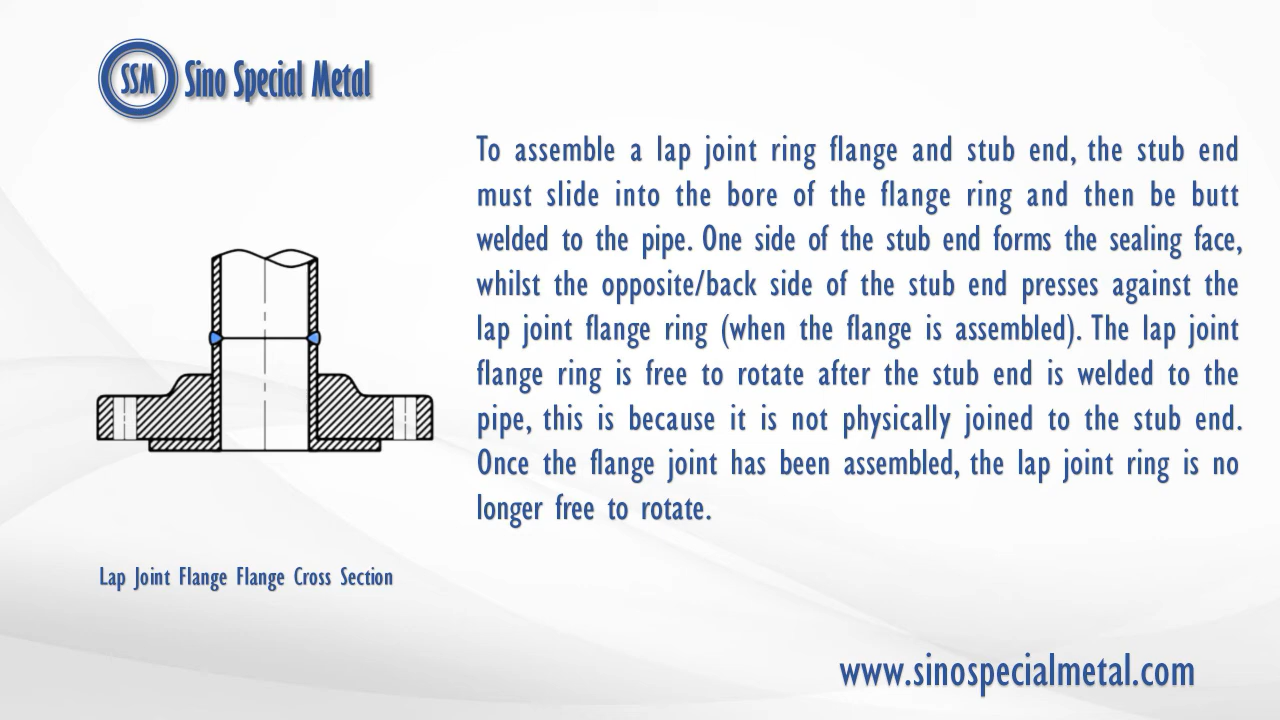 SSM Sino Special Metal
To assemble a lap joint ring flange and stub end, the stub end
must slide into the bore of the flange ring and then be butt
welded to the pipe. One side of the stub end forms the sealing face,
whilst the opposite/back side of the stub end presses against the
lap joint flange ring (when the flange is assembled). The lap joint
flange ring is free to rotate after the stub end is welded to the
pipe, this is because it is not physically joined to the stub end.
Once the flange joint has been assembled, the lap joint ring is no
longer free to rotate.
Lap Joint Flange Flange Cross Section
www.sinospecialmetal.com